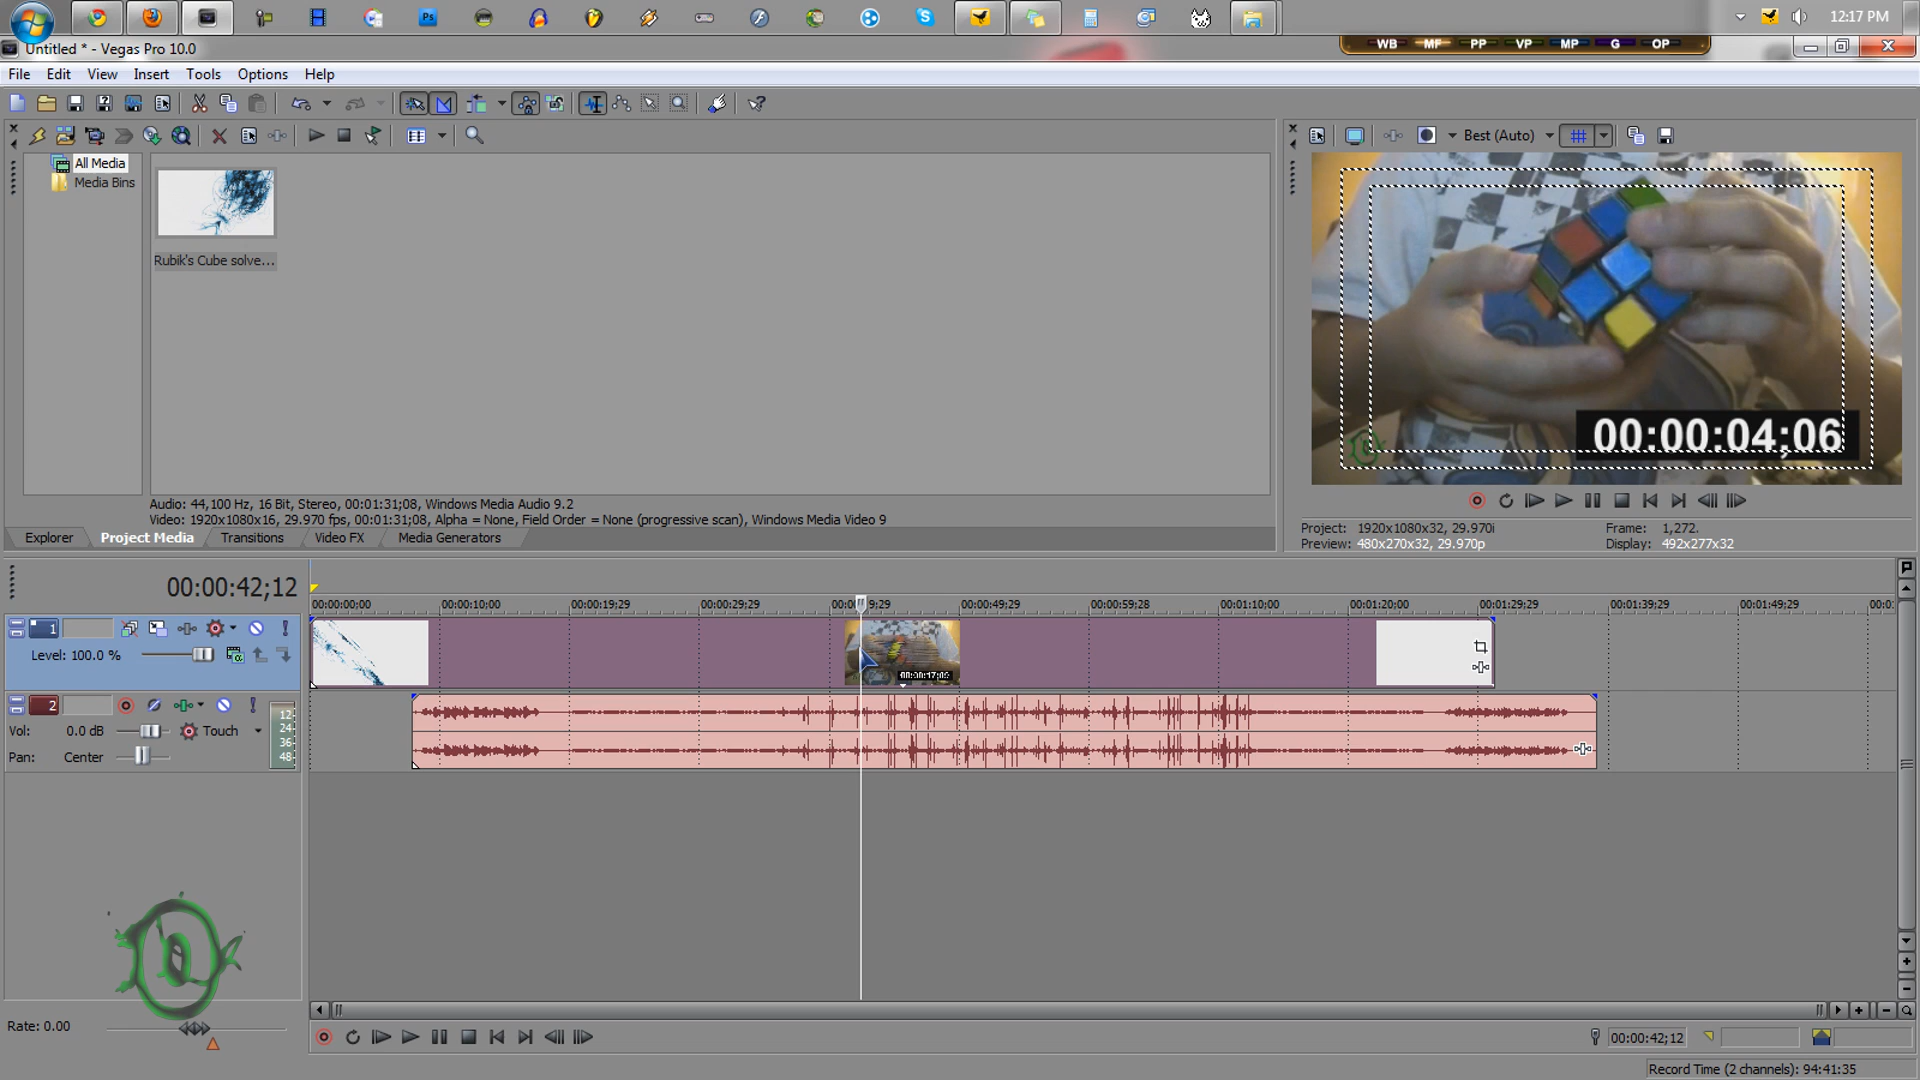 12:17 PM
Untitled * - Vegas Pro 10.0
WB MF PP VP MP G OP
File Edit View Insert Tools Options Help
Best (Auto)
All Media
Media Bins
Rubik's Cube solve...
00:00:04;06
Audio: 44,100 Hz, 16 Bit, Stereo, 00:01:31;08, Windows Media Audio 9.2
Video: 1920x1080x16, 29.970 fps, 00:01:31;08, Alpha = None, Field Order = None (progressive scan), Windows Media Video 9
Explorer Project Media Transitions Video FX Media Generators
Project: 1920x1080x32, 29.970i Frame: 1,272.
Preview: 480x270x32, 29.970p Display: 492x277x32
00:00:42;12
00:00:00;00 00:00:10;00 00:00:19;29 00:00:29;29 9;29 00:00:49;29 00:00:59;28 00:01:10;00 00:01:20;00 00:01:29;29 00:01:39;29 00:01:49;29 00:0
1
Level: 100.0 %
2
Vol: 0.0 dB Touch
Pan: Center
12
24
36
48
Rate: 0.00
00:00:42;12
Record Time (2 channels): 94:41:35